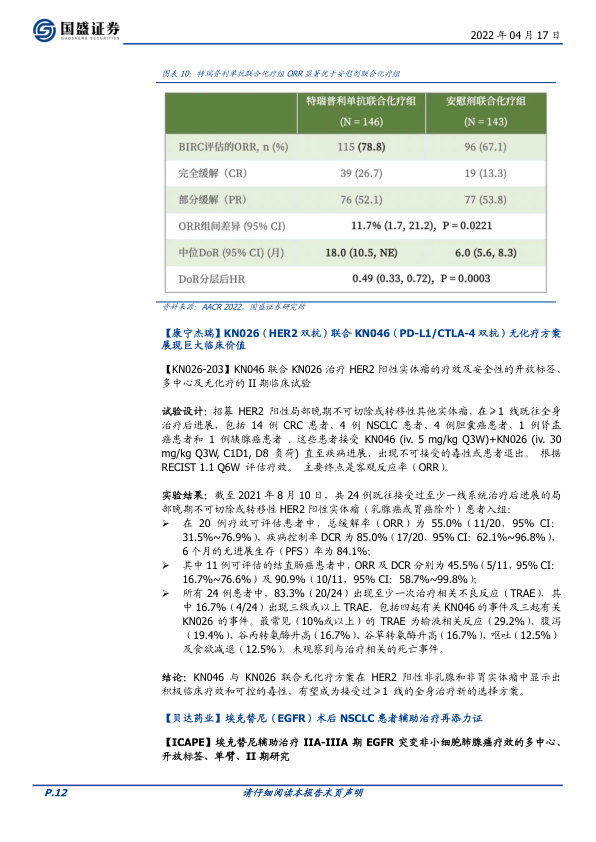 国盛证券
GUOSHENG SECURITIES
2022 年 04 月 17 日
图表 10：特瑞普利单抗联合化疗组 ORR 显著优于安慰剂联合化疗组
特瑞普利单抗联合化疗组 安慰剂联合化疗组
(N = 146) (N = 143)
BIRC评估的ORR, n (%) 115 (78.8) 96 (67.1)
完全缓解（CR） 39 (26.7) 19 (13.3)
部分缓解（PR） 76 (52.1) 77 (53.8)
ORR组间差异 (95% CI) 11.7% (1.7, 21.2)，P = 0.0221
中位DoR (95% CI) (月) 18.0 (10.5, NE) 6.0 (5.6, 8.3)
DoR分层后HR 0.49 (0.33, 0.72)，P = 0.0003
资料来源：AACR 2022，国盛证券研究所
【康宁杰瑞】KN026（HER2 双抗）联合 KN046（PD-L1/CTLA-4 双抗）无化疗方案
展现巨大临床价值
【KN026-203】KN046 联合 KN026 治疗 HER2 阳性实体瘤的疗效及安全性的开放标签、
多中心及无化疗的 II 期临床试验
试验设计：招募 HER2 阳性局部晚期不可切除或转移性其他实体瘤，在≥1 线既往全身
治疗后进展，包括 14 例 CRC 患者、4 例 NSCLC 患者、4 例胆囊癌患者、1 例肾盂
癌患者和 1 例胰腺癌患者 . 这些患者接受 KN046 (iv. 5 mg/kg Q3W)+KN026 (iv. 30
mg/kg Q3W, C1D1, D8 负荷) 直至疾病进展、出现不可接受的毒性或患者退出。 根据
RECIST 1.1 Q6W 评估疗效。 主要终点是客观反应率（ORR）。
实验结果：截至 2021 年 8 月 10 日，共 24 例既往接受过至少一线系统治疗后进展的局
部晚期不可切除或转移性 HER2 阳性实体瘤（乳腺癌或胃癌除外）患者入组：
➢ 在 20 例疗效可评估患者中，总缓解率（ORR）为 55.0%（11/20，95% CI:
31.5%~76.9%），疾病控制率 DCR 为 85.0%（17/20，95% CI：62.1%~96.8%），
6 个月的无进展生存（PFS）率为 84.1%；
➢ 其中 11 例可评估的结直肠癌患者中，ORR 及 DCR 分别为 45.5%（5/11，95% CI：
16.7%~76.6%）及 90.9%（10/11，95% CI：58.7%~99.8%）；
➢ 所有 24 例患者中，83.3%（20/24）出现至少一次治疗相关不良反应（TRAE），其
中 16.7%（4/24）出现三级或以上 TRAE，包括四起有关 KN046 的事件及三起有关
KN026 的事件。最常见（10%或以上）的 TRAE 为输液相关反应（29.2%）、腹泻
（19.4%）、谷丙转氨酶升高（16.7%）、谷草转氨酶升高（16.7%）、呕吐（12.5%）
及食欲减退（12.5%）。未观察到与治疗相关的死亡事件。
结论：KN046 与 KN026 联合无化疗方案在 HER2 阳性非乳腺和非胃实体瘤中显示出
积极临床疗效和可控的毒性，有望成为接受过≥1 线的全身治疗新的选择方案。
【贝达药业】埃克替尼（EGFR）术后 NSCLC 患者辅助治疗再添力证
【ICAPE】埃克替尼辅助治疗 IIA-IIIA 期 EGFR 突变非小细胞肺腺癌疗效的多中心、
开放标签、单臂、II 期研究
P.12 请仔细阅读本报告末页声明